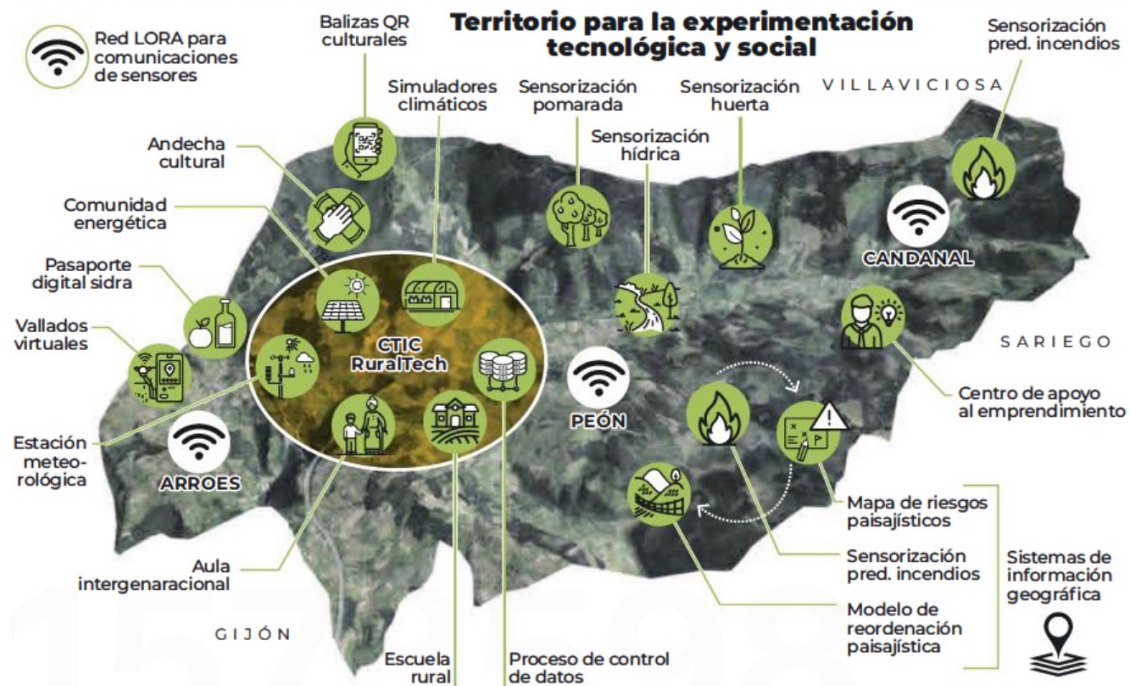 Territorio para la experimentación
tecnológica y social
Red LORA para
comunicaciones
de sensores
Balizas QR
culturales
Simuladores
climáticos
Sensorización
pomarada
Sensorización
hídrica
Sensorización
huerta
VILLAVICIOSA
Sensorización
pred. incendios
Andecha
cultural
Comunidad
energética
Pasaporte
digital sidra
Vallados
virtuales
Estación
meteo-
rológica
CTIC
RuralTech
ARROES
PEÓN
CANDANAL
SARIEGO
Centro de apoyo
al emprendimiento
Mapa de riesgos
paisajísticos
Sensorización
pred. incendios
Modelo de
reordenación
paisajística
Sistemas de
información
geográfica
Aula
intergenaracional
GIJÓN
Escuela
rural
Proceso de control
de datos